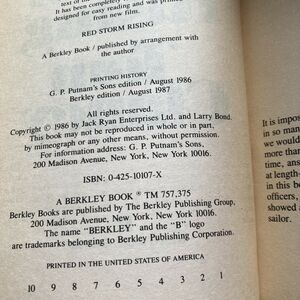 text of the
It has been completely
designed for easy reading and was printed
from new film.
RED STORM RISING
A Berkley Book / published by arrangement with
the author
PRINTING HISTORY
G. P. Putnam's Sons edition / August 1986
Berkley edition / August 1987
All rights reserved.
Copyright © 1986 by Jack Ryan Enterprises Ltd. and Larry Bond.
This book may not be reproduced in whole or in part,
by mimeograph or any other means, without permission.
For information address: G. P. Putnam's Sons,
200 Madison Avenue, New York, New York 10016.
ISBN: 0-425-10107-X
A BERKLEY BOOK ® TM 757,375
Berkley Books are published by The Berkley Publishing Group,
200 Madison Avenue, New York, New York 10016.
The name "BERKLEY" and the "B" logo
are trademarks belonging to Berkley Publishing Corporation.
PRINTED IN THE UNITED STATES OF AMERICA
10 9 8 7 6 5 4 3 2 1
It is impos
in so man
we would
more than
at time
at length-
in this be
officers,
showed a
sailor.